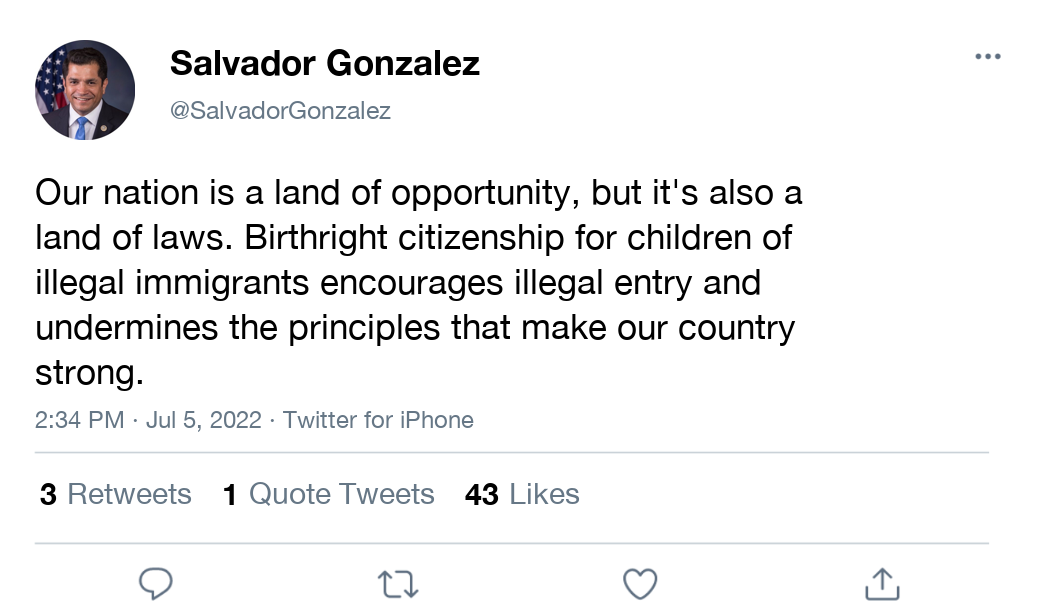 Salvador Gonzalez
@SalvadorGonzalez
Our nation is a land of opportunity, but it's also a
land of laws. Birthright citizenship for children of
illegal immigrants encourages illegal entry and
undermines the principles that make our country
strong.
2:34 PM · Jul 5, 2022 · Twitter for iPhone
3 Retweets 1 Quote Tweets 43 Likes